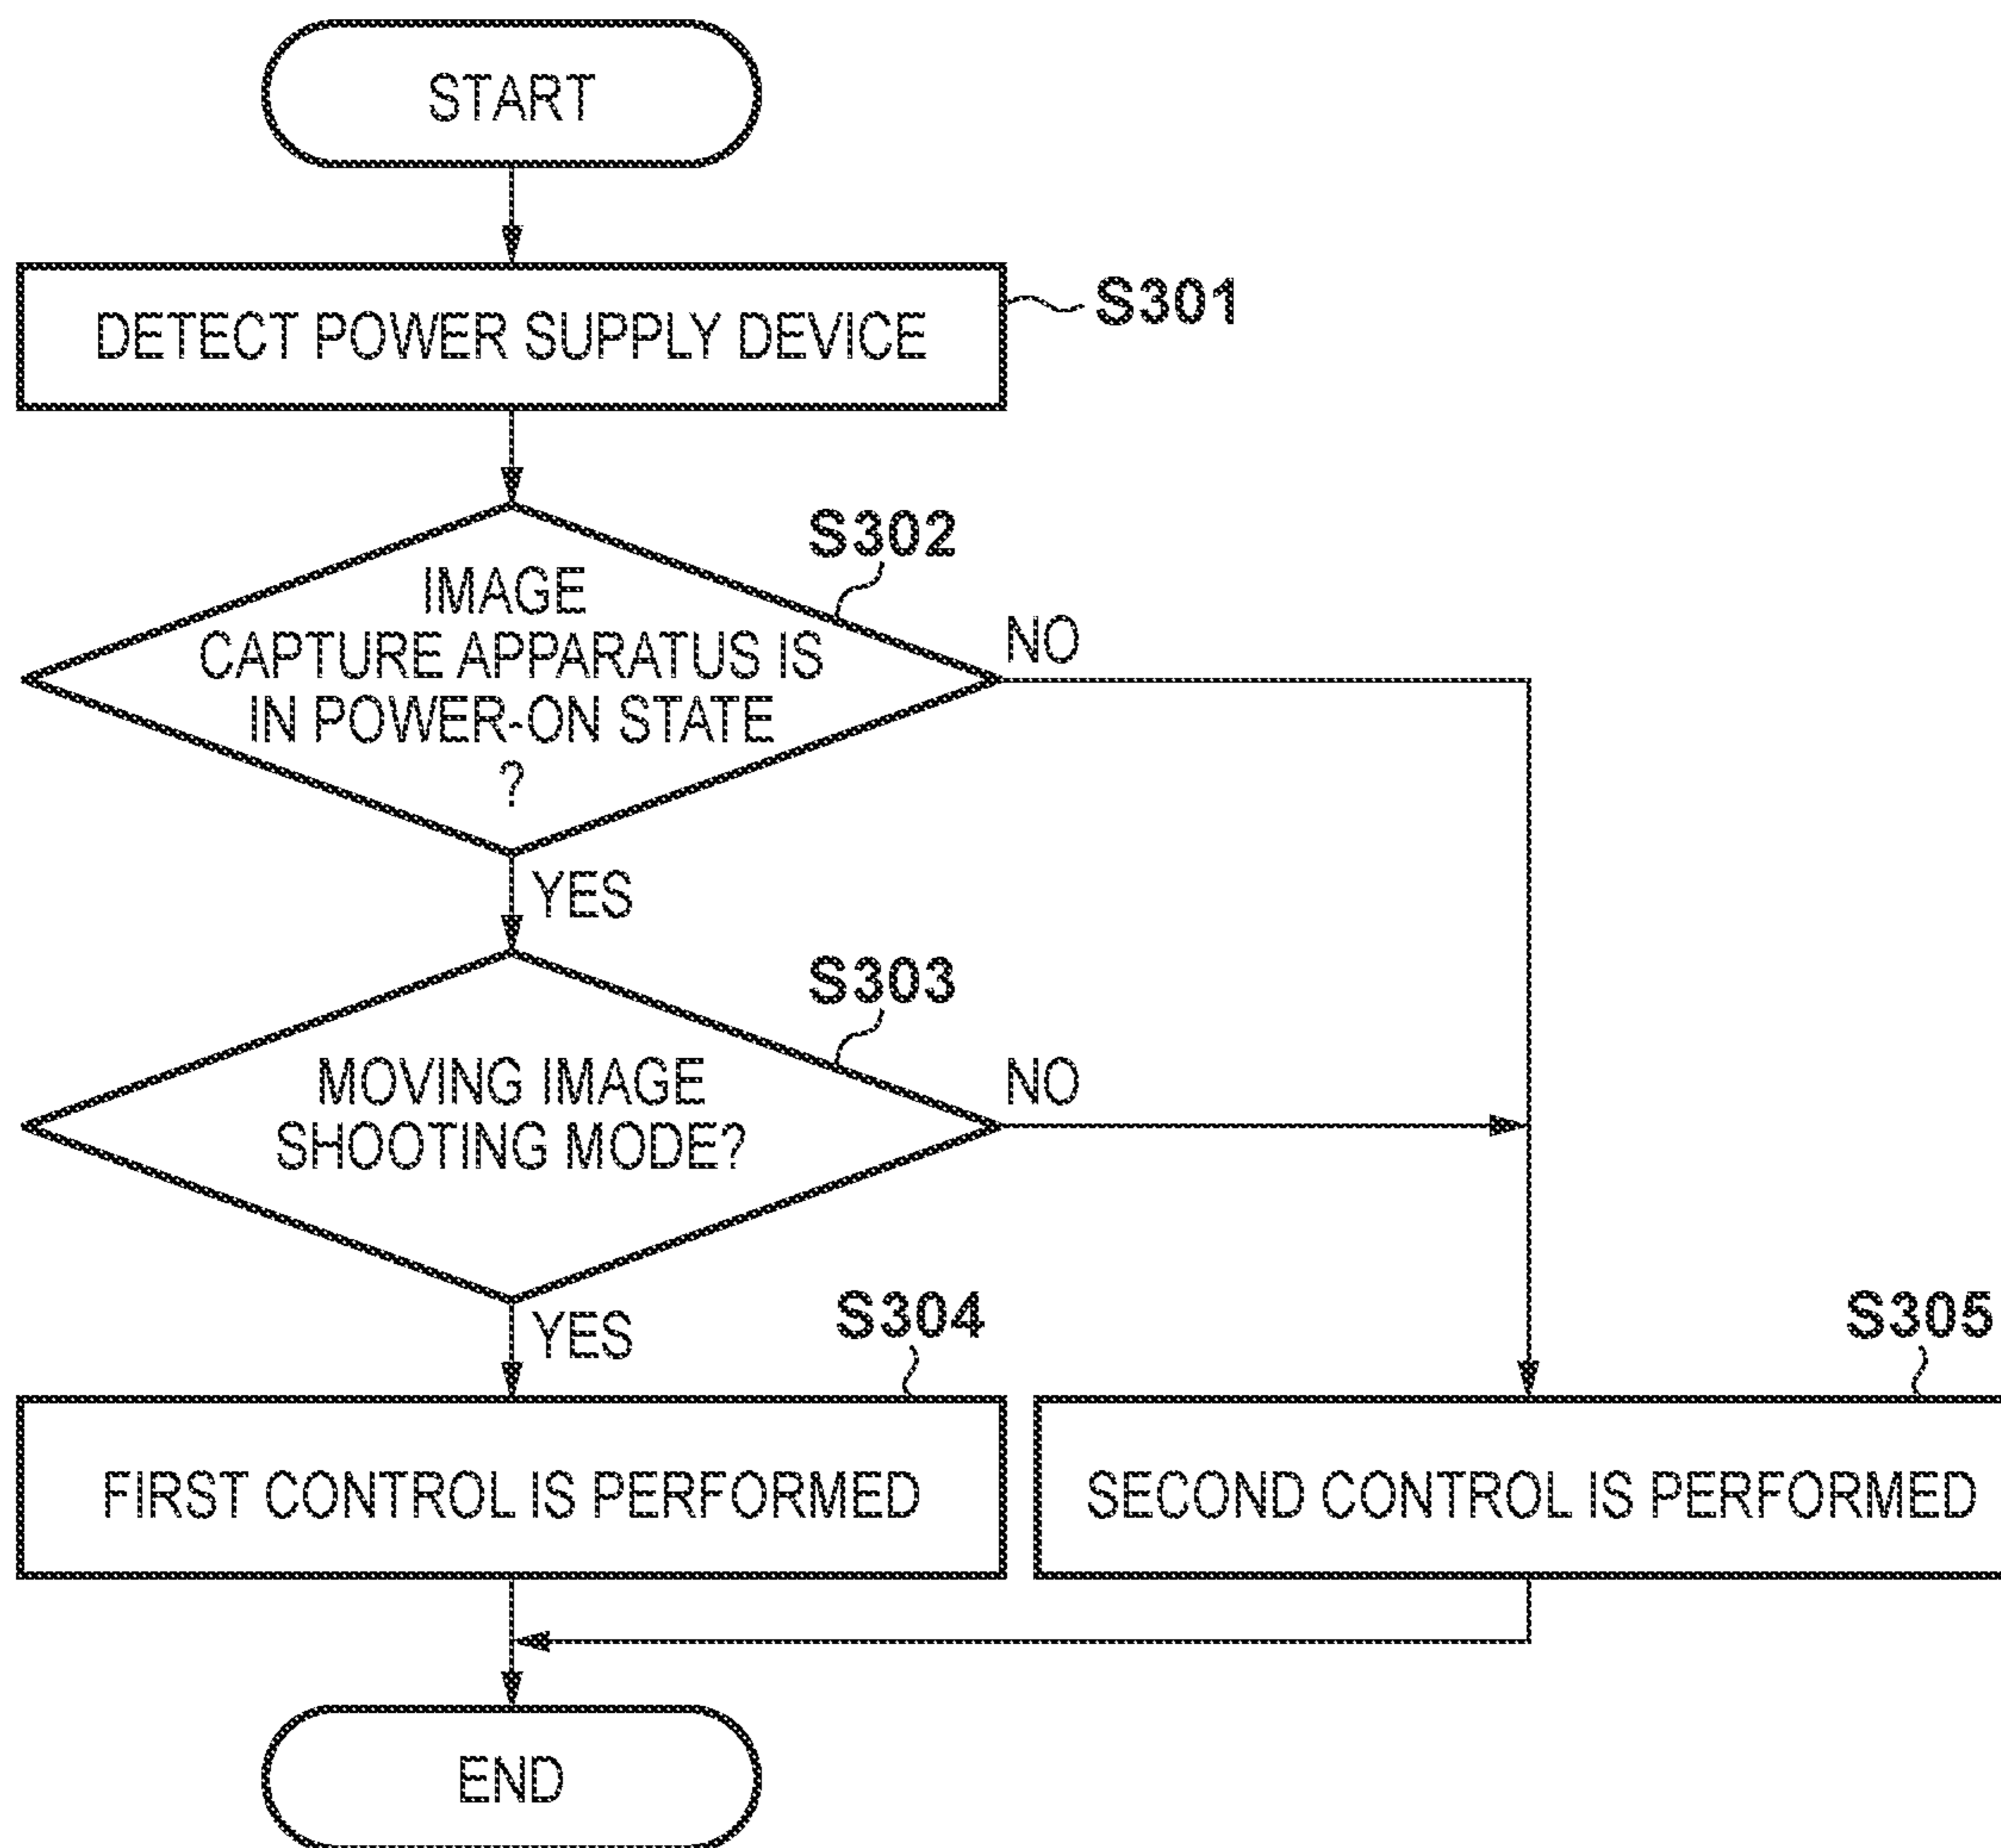 START
DETECT POWER SUPPLY DEVICE
S301
S302
IMAGE
CAPTURE APPARATUS IS
IN POWER-ON STATE
?
NO
YES
S303
MOVING IMAGE
SHOOTING MODE?
NO
YES
S304
FIRST CONTROL IS PERFORMED
S305
SECOND CONTROL IS PERFORMED
END